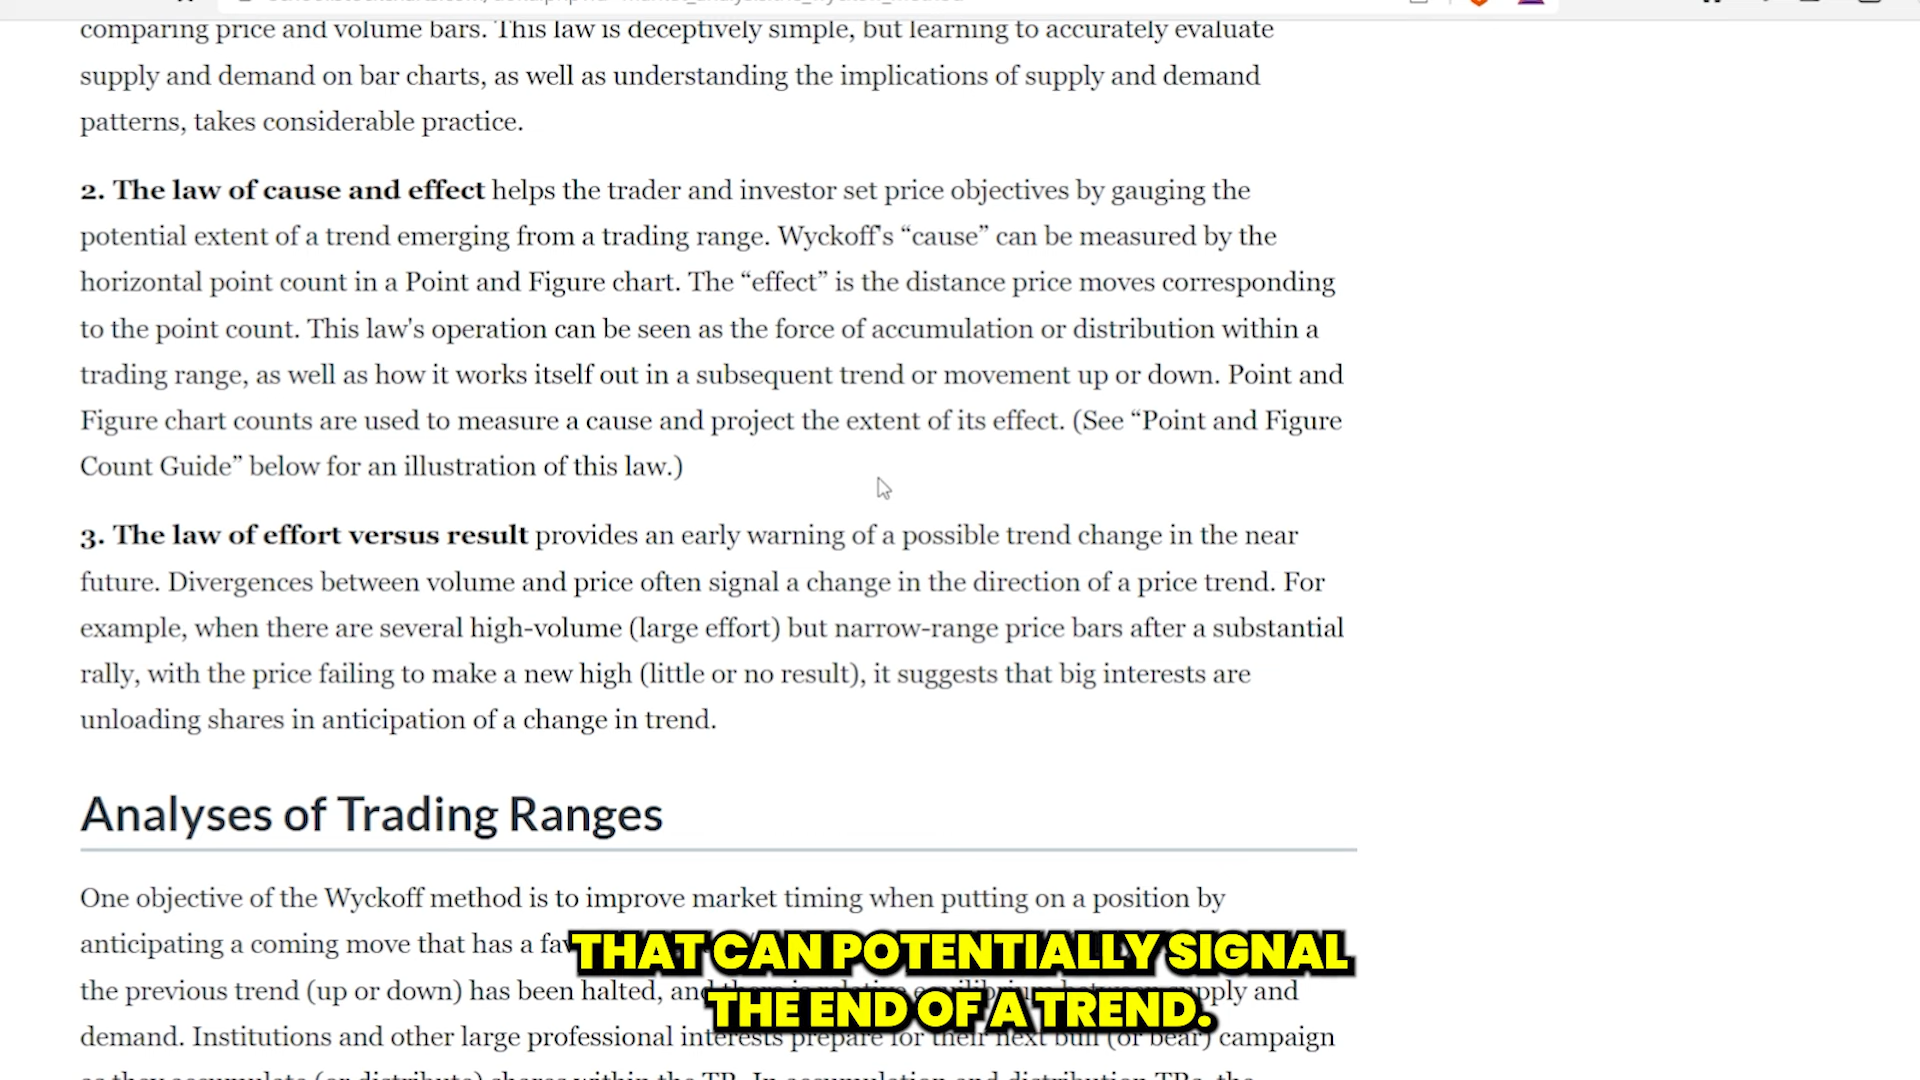 comparing price and volume bars. This law is deceptively simple, but learning to accurately evaluate
supply and demand on bar charts, as well as understanding the implications of supply and demand
patterns, takes considerable practice.
2. The law of cause and effect helps the trader and investor set price objectives by gauging the
potential extent of a trend emerging from a trading range. Wyckoff's “cause” can be measured by the
horizontal point count in a Point and Figure chart. The “effect” is the distance price moves corresponding
to the point count. This law's operation can be seen as the force of accumulation or distribution within a
trading range, as well as how it works itself out in a subsequent trend or movement up or down. Point and
Figure chart counts are used to measure a cause and project the extent of its effect. (See “Point and Figure
Count Guide” below for an illustration of this law.)
3. The law of effort versus result provides an early warning of a possible trend change in the near
future. Divergences between volume and price often signal a change in the direction of a price trend. For
example, when there are several high-volume (large effort) but narrow-range price bars after a substantial
rally, with the price failing to make a new high (little or no result), it suggests that big interests are
unloading shares in anticipation of a change in trend.
Analyses of Trading Ranges
One objective of the Wyckoff method is to improve market timing when putting on a position by
anticipating a coming move that has a
THAT CAN POTENTIALLY SIGNAL
the previous trend (up or down) has been halted, and there is relative equilibrium between supply and
THE END OF A TREND.
demand. Institutions and other large professional interests prepare for their next bull (or bear) campaign